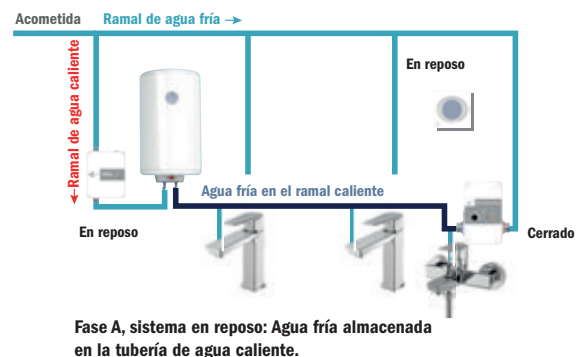 Acometida
Ramal de agua fría →
← Ramal de agua caliente
En reposo
Agua fría en el ramal caliente
En reposo
Cerrado
Fase A, sistema en reposo: Agua fría almacenada
en la tubería de agua caliente.